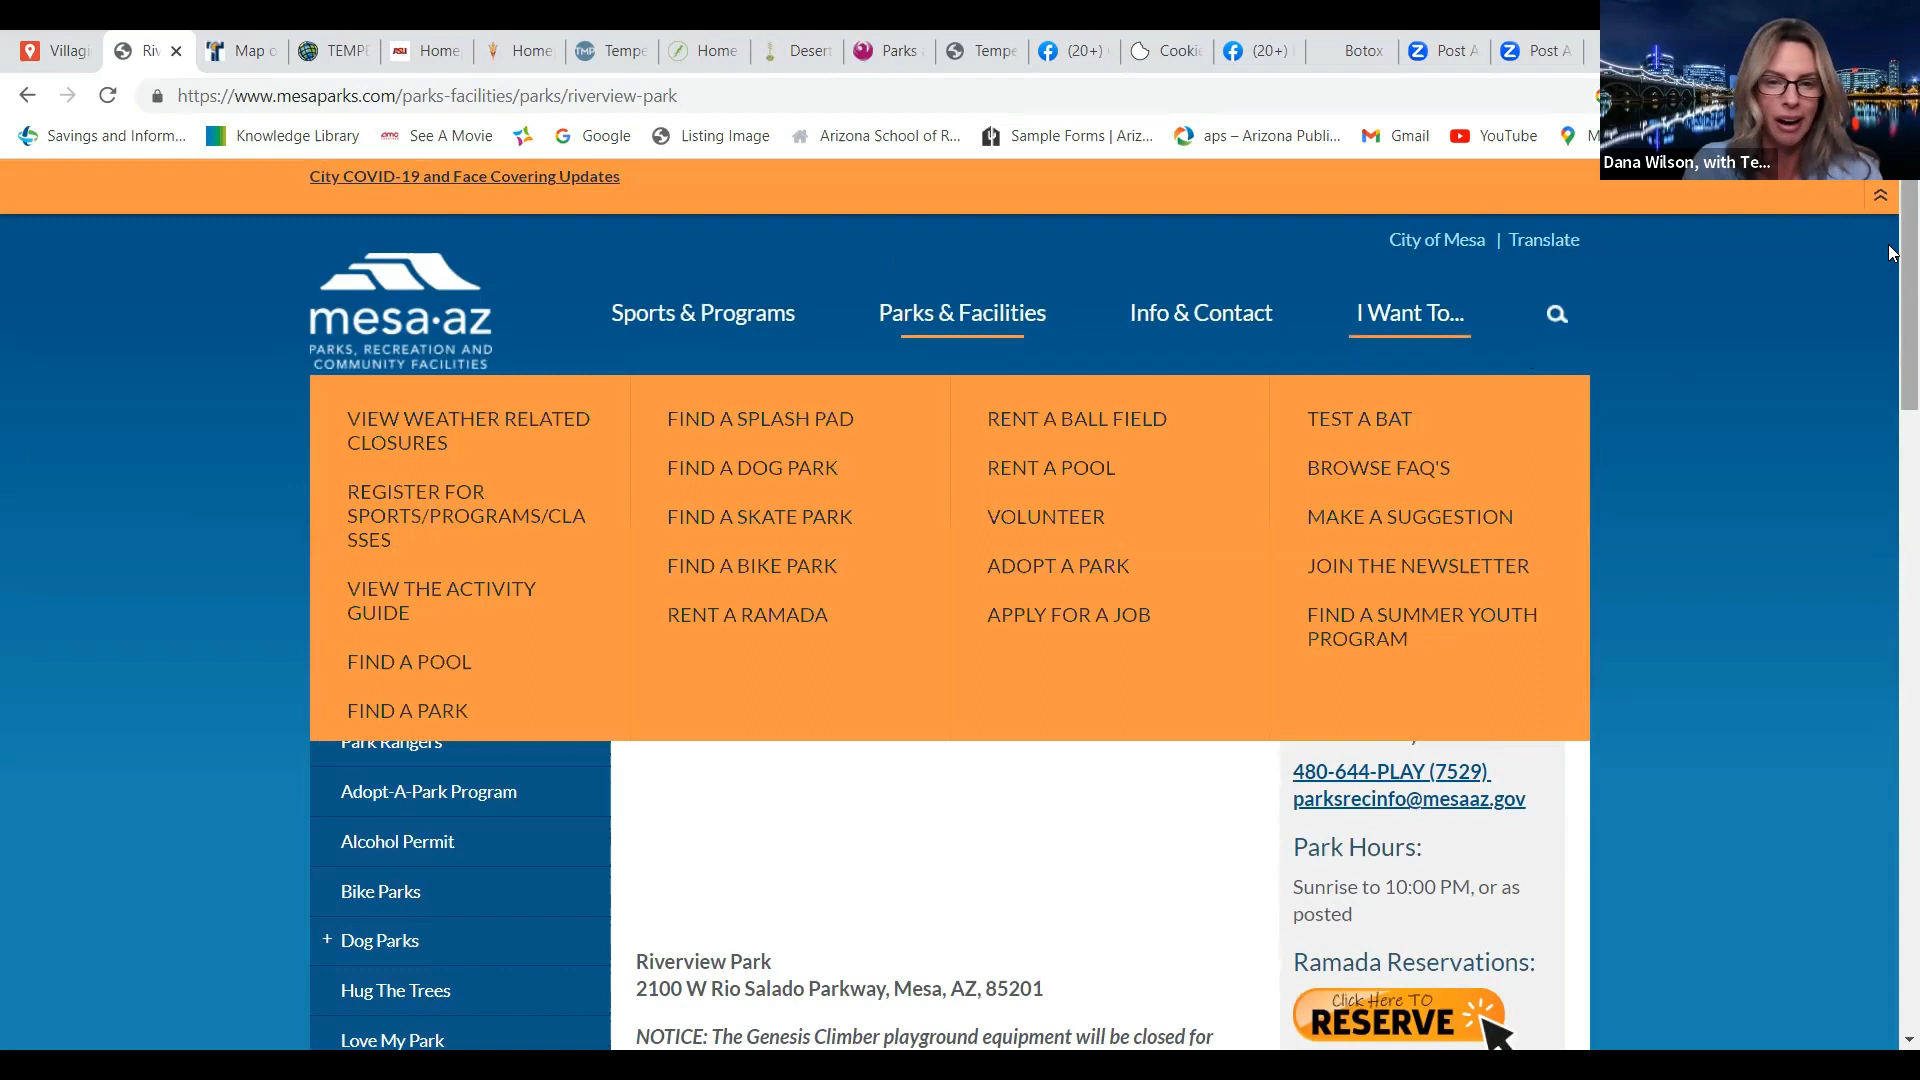 Villagi
Riv
Map o
TEMPE
ASU Home
Home
TMP Tempe
Home
Desert
Parks a
Tempe
(20+)
Cookie
(20+)
Botox
Post A
Post A
https://www.mesaparks.com/parks-facilities/parks/riverview-park
Savings and Inform...
Knowledge Library
amc See A Movie
Google
Listing Image
Arizona School of R...
Sample Forms | Ariz...
aps – Arizona Publi...
Gmail
YouTube
M
Dana Wilson, with Te...
City COVID-19 and Face Covering Updates
City of Mesa | Translate
mesa·az
PARKS, RECREATION AND
COMMUNITY FACILITIES
Sports & Programs
Parks & Facilities
Info & Contact
I Want To...
VIEW WEATHER RELATED
CLOSURES
REGISTER FOR
SPORTS/PROGRAMS/CLA
SSES
VIEW THE ACTIVITY
GUIDE
FIND A POOL
FIND A PARK
FIND A SPLASH PAD
FIND A DOG PARK
FIND A SKATE PARK
FIND A BIKE PARK
RENT A RAMADA
RENT A BALL FIELD
RENT A POOL
VOLUNTEER
ADOPT A PARK
APPLY FOR A JOB
TEST A BAT
BROWSE FAQ'S
MAKE A SUGGESTION
JOIN THE NEWSLETTER
FIND A SUMMER YOUTH
PROGRAM
Park Rangers
Adopt-A-Park Program
Alcohol Permit
Bike Parks
+ Dog Parks
Hug The Trees
Love My Park
Riverview Park
2100 W Rio Salado Parkway, Mesa, AZ, 85201
NOTICE: The Genesis Climber playground equipment will be closed for
480-644-PLAY (7529)
parksrecinfo@mesaaz.gov
Park Hours:
Sunrise to 10:00 PM, or as
posted
Ramada Reservations:
Click Here TO
RESERVE